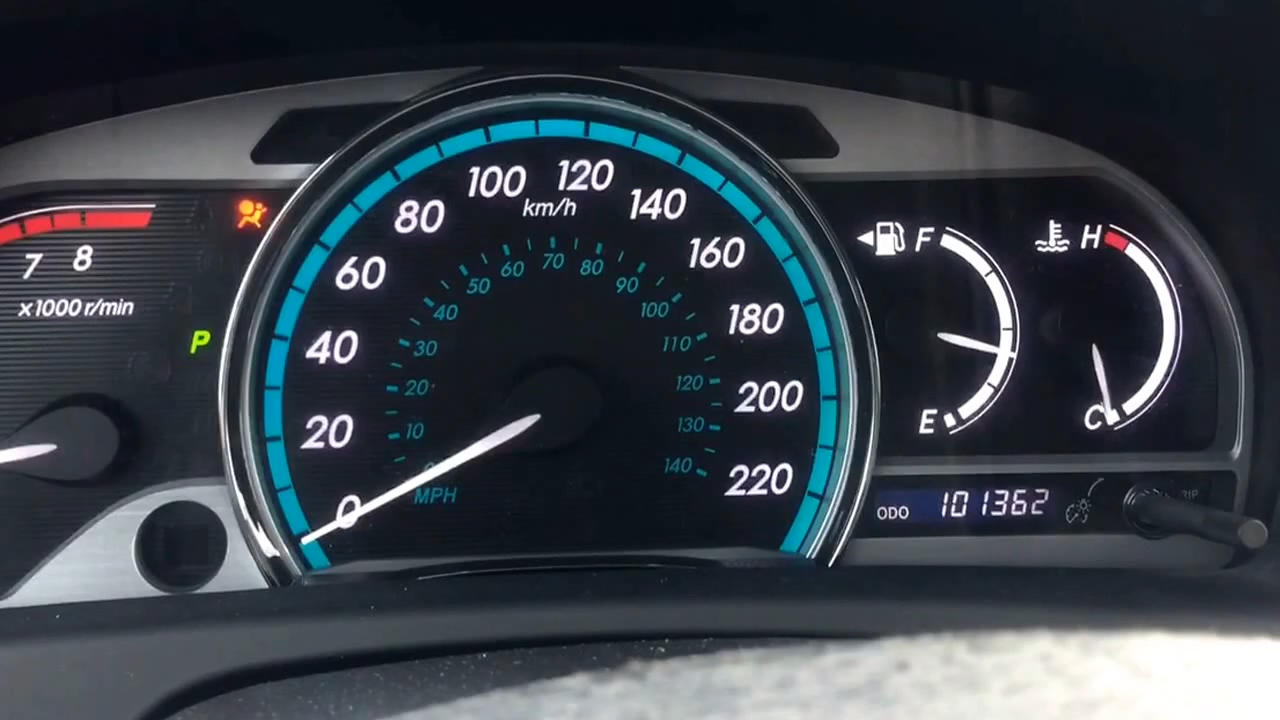 7 8
x1000 r/min
P
0 20 40 60 80 100 120 140 160 180 200 220
km/h
10 20 30 40 50 60 70 80 90 100 110 120 130 140
MPH
F
E
H
C
ODO 101362